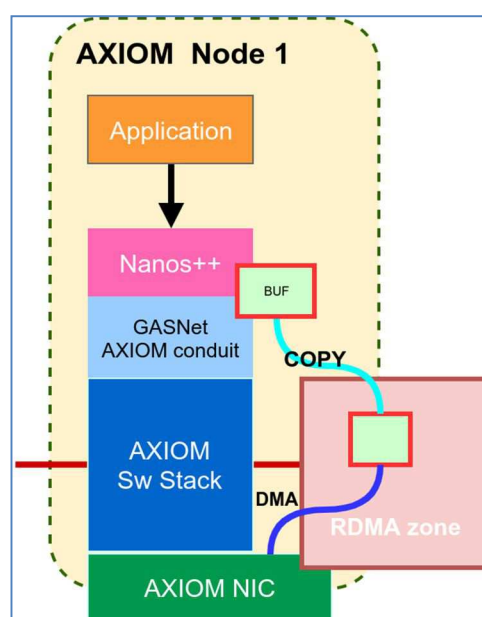 AXIOM Node 1
Application
Nanos++
BUF
GASNet
AXIOM conduit
COPY
AXIOM
Sw Stack
DMA
RDMA zone
AXIOM NIC